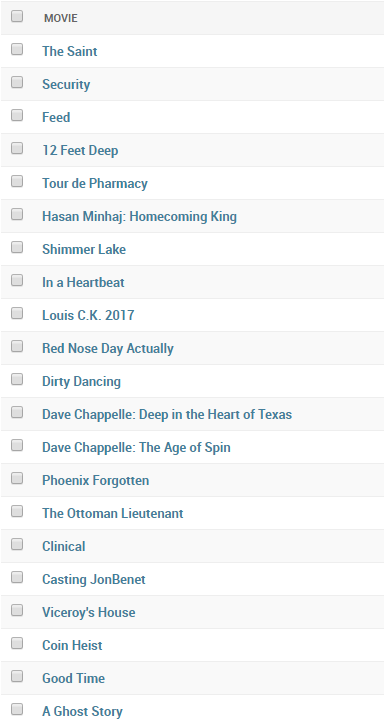 MOVIE
The Saint
Security
Feed
12 Feet Deep
Tour de Pharmacy
Hasan Minhaj: Homecoming King
Shimmer Lake
In a Heartbeat
Louis C.K. 2017
Red Nose Day Actually
Dirty Dancing
Dave Chappelle: Deep in the Heart of Texas
Dave Chappelle: The Age of Spin
Phoenix Forgotten
The Ottoman Lieutenant
Clinical
Casting JonBenet
Viceroy's House
Coin Heist
Good Time
A Ghost Story